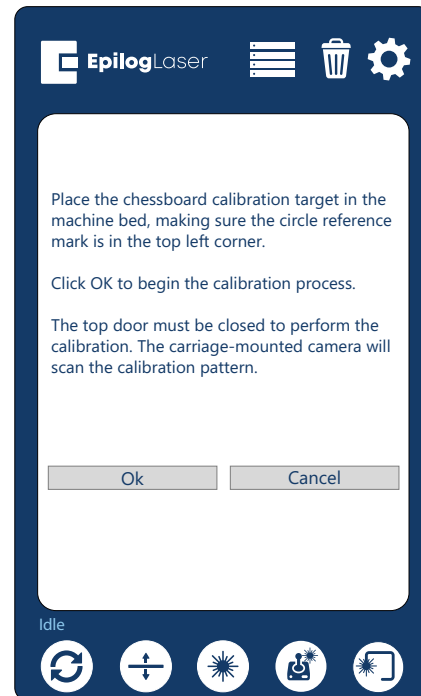 EpilogLaser
Place the chessboard calibration target in the
machine bed, making sure the circle reference
mark is in the top left corner.
Click OK to begin the calibration process.
The top door must be closed to perform the
calibration. The carriage-mounted camera will
scan the calibration pattern.
Ok Cancel
Idle